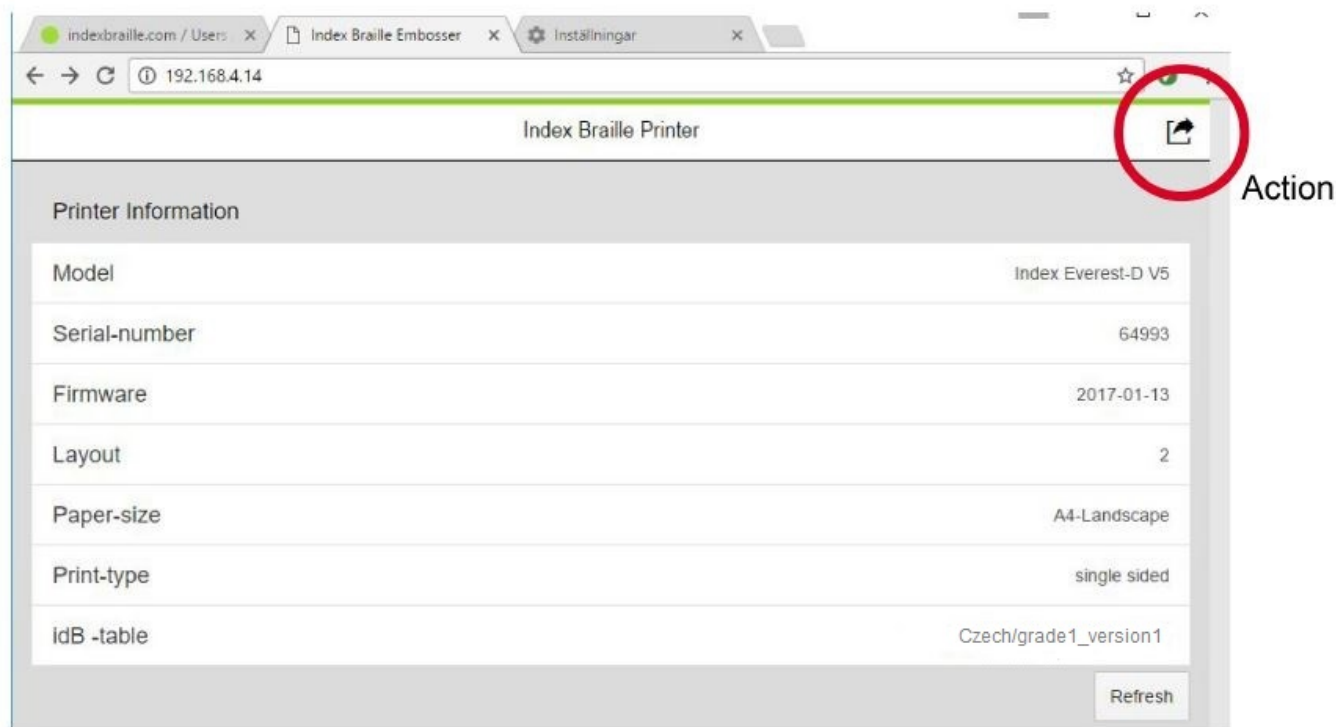 indexbraille.com / Users
Index Braille Embosser
Inställningar
192.168.4.14
Index Braille Printer
Action
Printer Information
Model Index Everest-D V5
Serial-number 64993
Firmware 2017-01-13
Layout 2
Paper-size A4-Landscape
Print-type single sided
idB -table Czech/grade1_version1
Refresh